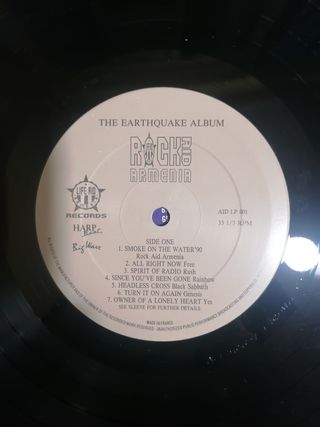 THE EARTHQUAKE ALBUM
ROCK AID
ARMENIA
LIFE AID
RECORDS
HARP
Big Wave
AID LP 001
33 1/3 RPM
SIDE ONE
1. SMOKE ON THE WATER'90
Rock Aid Armenia
2. ALL RIGHT NOW Free
3. SPIRIT OF RADIO Rush
4. SINCE YOU'VE BEEN GONE Rainbow
5. HEADLESS CROSS Black Sabbath
6. TURN IT ON AGAIN Genesis
7. OWNER OF A LONELY HEART Yes
SEE SLEEVE FOR FURTHER DETAILS
MADE IN FRANCE